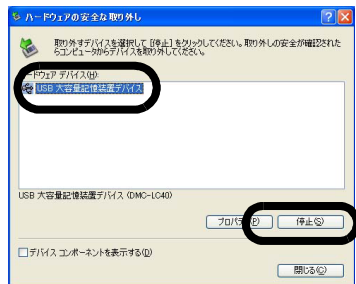 ハードウェアの安全な取り外し
取り外すデバイスを選択して [停止] をクリックしてください。取り外しの安全が確認された
らコンピュータからデバイスを取り外してください。
ードウェア デバイス(H):
USB 大容量記憶装置デバイス
USB 大容量記憶装置デバイス (DMC-LC40)
プロパティ(P)
停止(S)
デバイス コンポーネントを表示する(D)
閉じる(C)